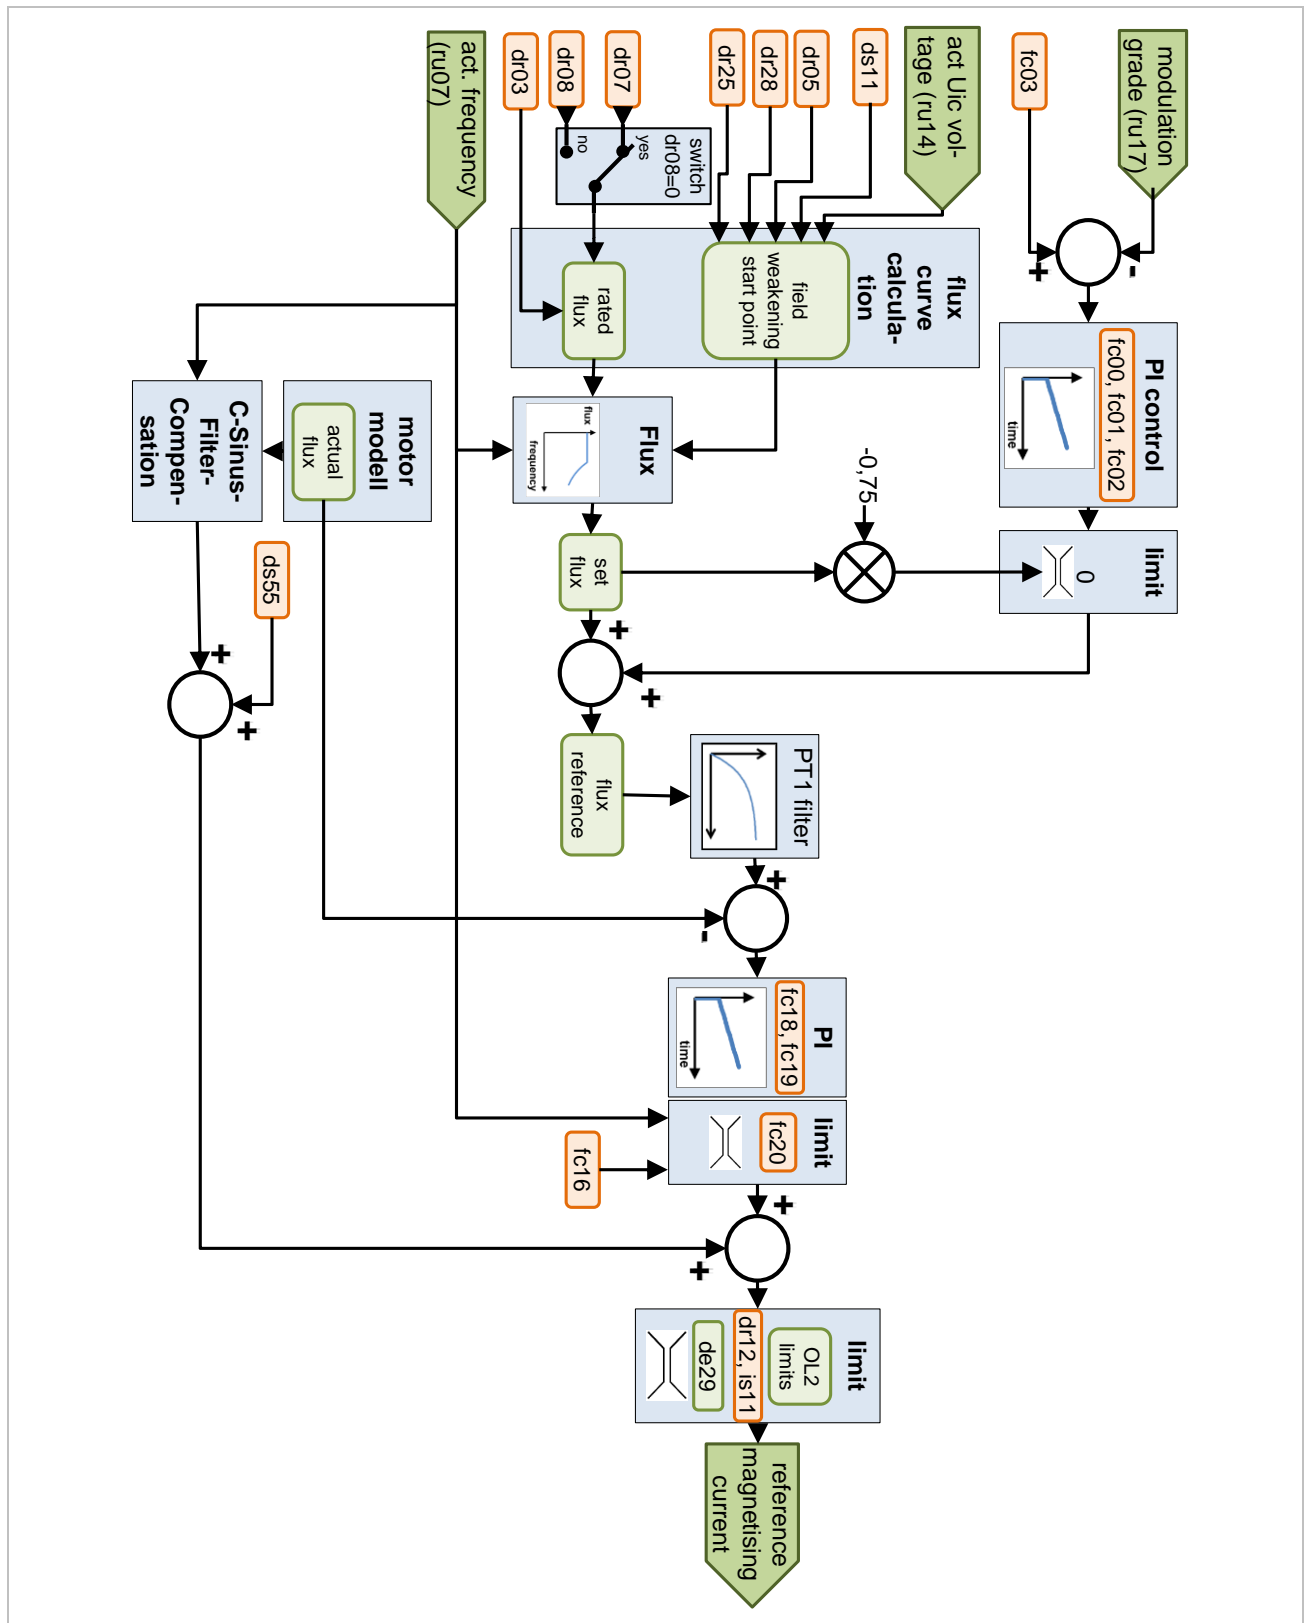 modulation
grade (ru17)
fc03
-
+
PI control
fc00, fc01, fc02
time
limit
0
act Uic vol-
tage (ru14)
ds11
dr05
dr28
dr25
flux
curve
calcula-
tion
field
weakening
start point
-0,75
dr07
dr08
dr03
switch
dr08=0
yes
no
rated
flux
Flux
flux
frequency
set
flux
+
+
flux
reference
PT1 filter
+
-
PI
fc18, fc19
time
limit
fc20
fc16
+
+
limit
OL2
limits
dr12, is11
de29
reference
magnetising
current
act. frequency
(ru07)
motor
modell
actual
flux
C-Sinus-
Filter-
Compen-
sation
ds55
+
+